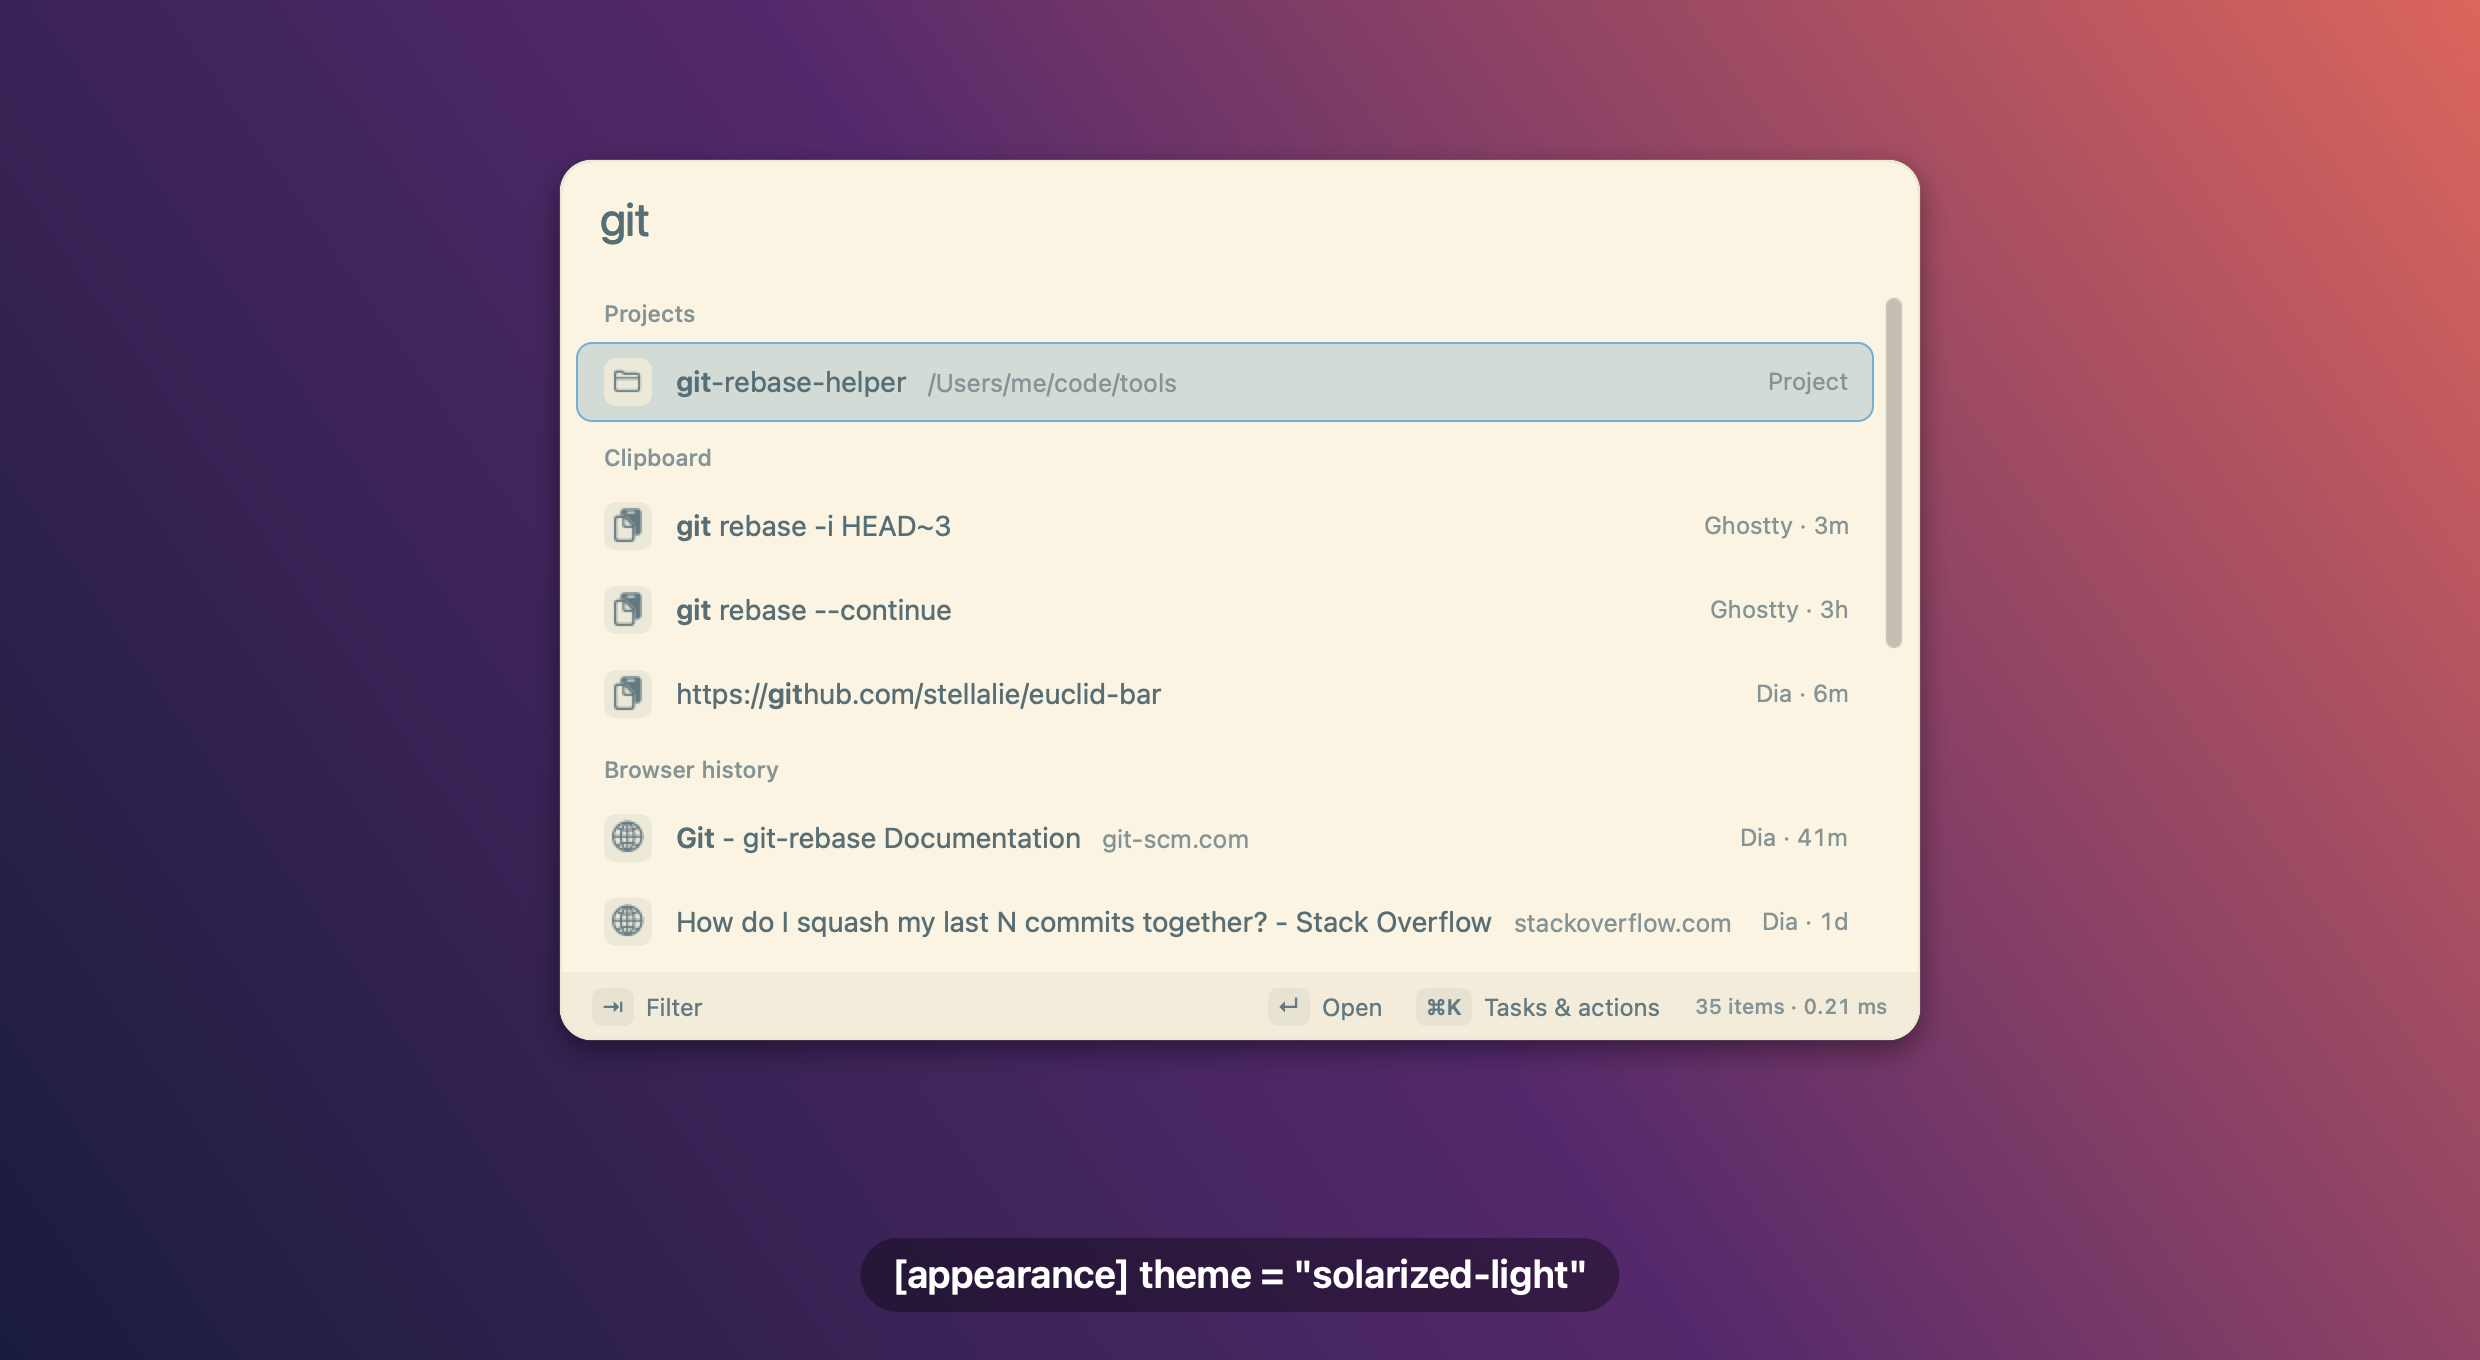 git
Projects
git-rebase-helper /Users/me/code/tools Project
Clipboard
git rebase -i HEAD~3 Ghostty · 3m
git rebase --continue Ghostty · 3h
https://github.com/stellalie/euclid-bar Dia · 6m
Browser history
Git - git-rebase Documentation git-scm.com Dia · 41m
How do I squash my last N commits together? - Stack Overflow stackoverflow.com Dia · 1d
⇥ Filter ↵ Open ⌘K Tasks & actions 35 items · 0.21 ms
[appearance] theme = "solarized-light"